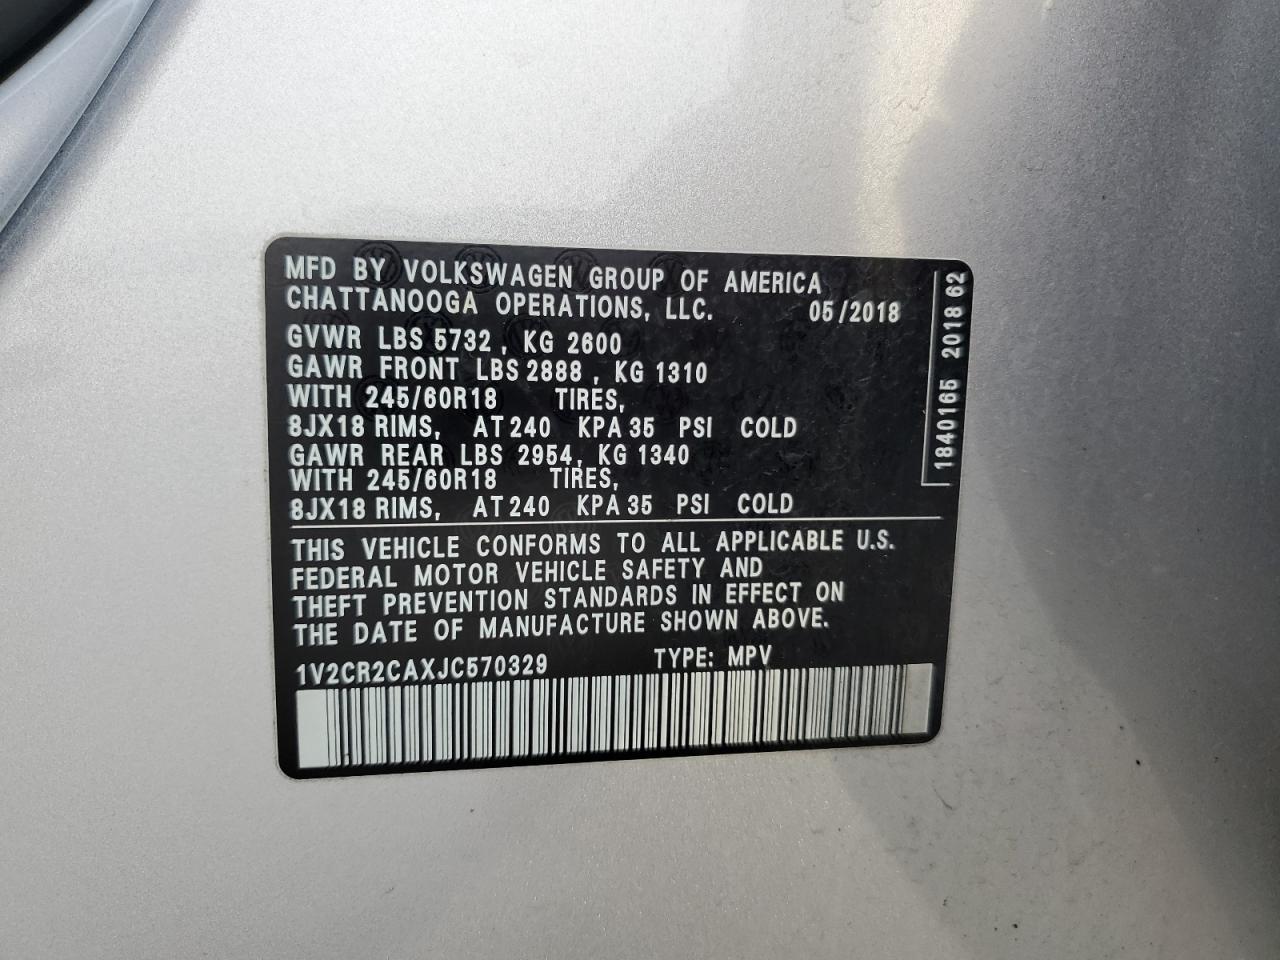 MFD BY VOLKSWAGEN GROUP OF AMERICA
CHATTANOOGA OPERATIONS, LLC. 05/2018
GVWR LBS 5732 , KG 2600
GAWR FRONT LBS 2888 , KG 1310
WITH 245/60R18 TIRES,
8JX18 RIMS, AT 240 KPA 35 PSI COLD
GAWR REAR LBS 2954, KG 1340
WITH 245/60R18 TIRES,
8JX18 RIMS, AT 240 KPA 35 PSI COLD
THIS VEHICLE CONFORMS TO ALL APPLICABLE U.S.
FEDERAL MOTOR VEHICLE SAFETY AND
THEFT PREVENTION STANDARDS IN EFFECT ON
THE DATE OF MANUFACTURE SHOWN ABOVE.
1V2CR2CAXJC570329 TYPE: MPV
1840165 2018 62